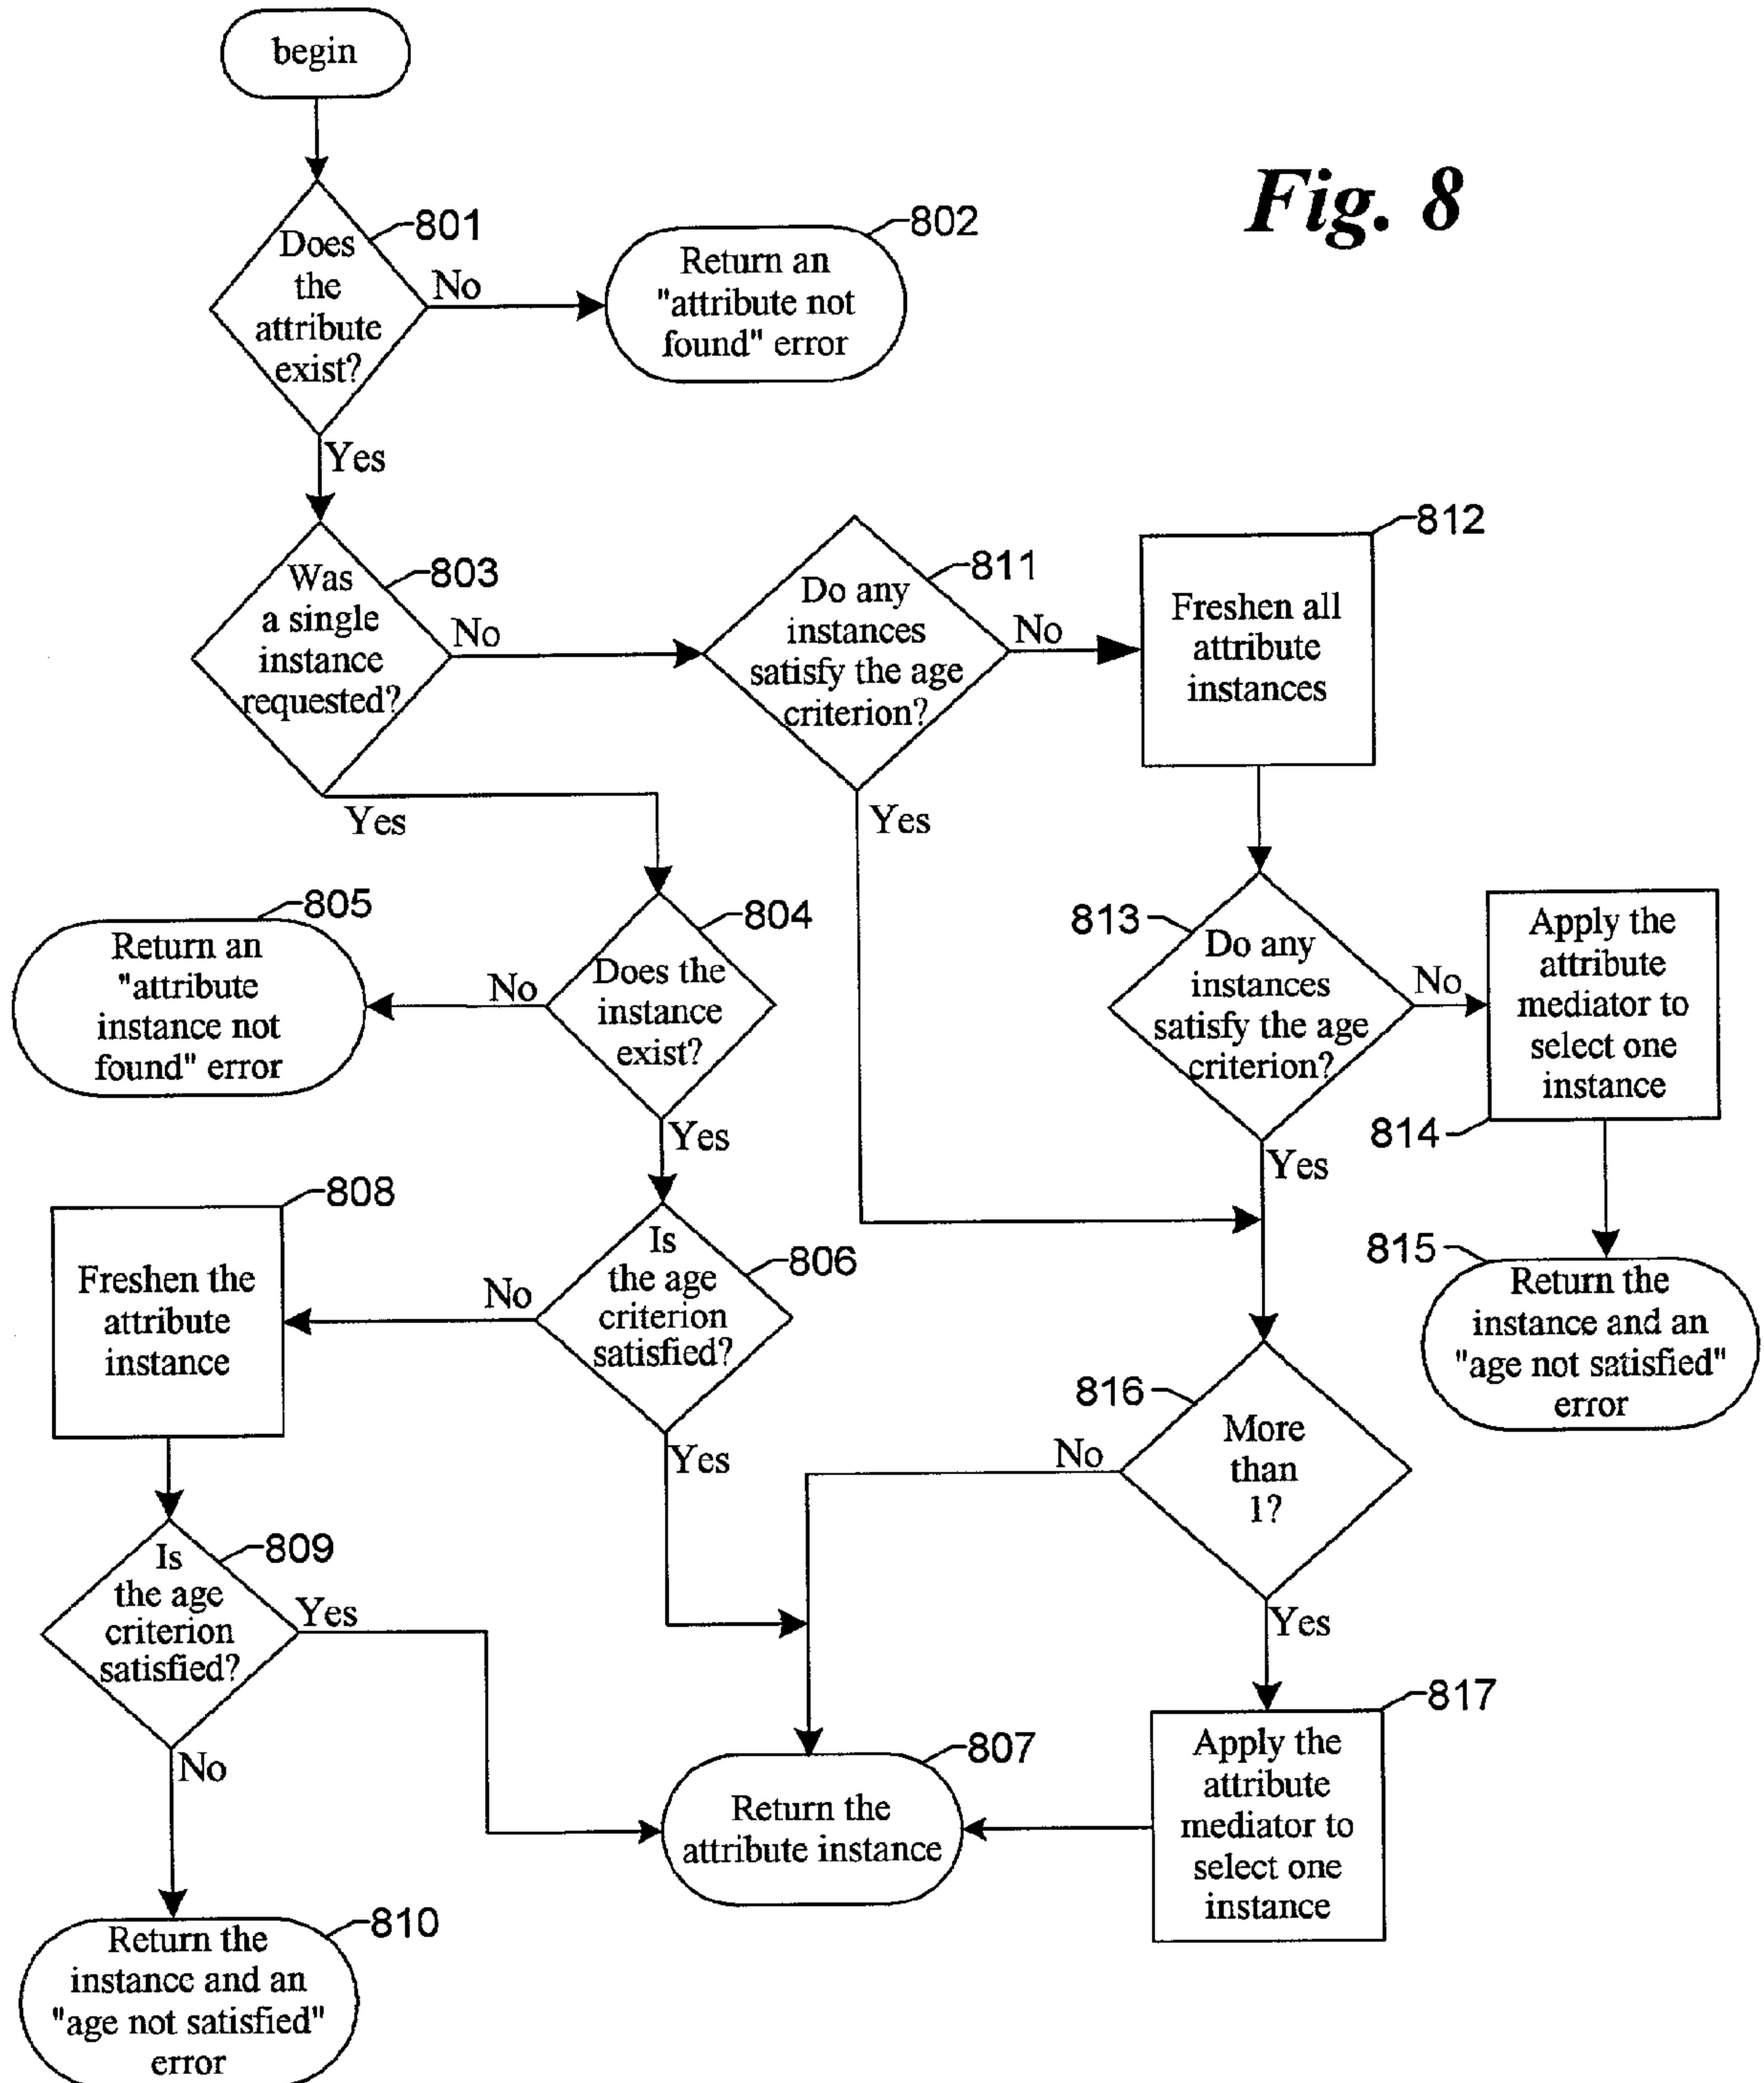 begin
Fig. 8
801
Does
the
attribute
exist?
No
802
Return an
"attribute not
found" error
Yes
803
Was
a single
instance
requested?
No
811
Do any
instances
satisfy the age
criterion?
No
812
Freshen all
attribute
instances
Yes
Yes
805
Return an
"attribute
instance not
found" error
804
No
Does the
instance
exist?
Yes
813
Do any
instances
satisfy the age
criterion?
No
Apply the
attribute
mediator to
select one
instance
814
Yes
808
Freshen the
attribute
instance
806
No
Is
the age
criterion
satisfied?
Yes
815
Return the
instance and an
"age not satisfied"
error
816
No
More
than
1?
Yes
809
Is
the age
criterion
satisfied?
Yes
No
807
Return the
attribute instance
817
Apply the
attribute
mediator to
select one
instance
810
Return the
instance and an
"age not satisfied"
error